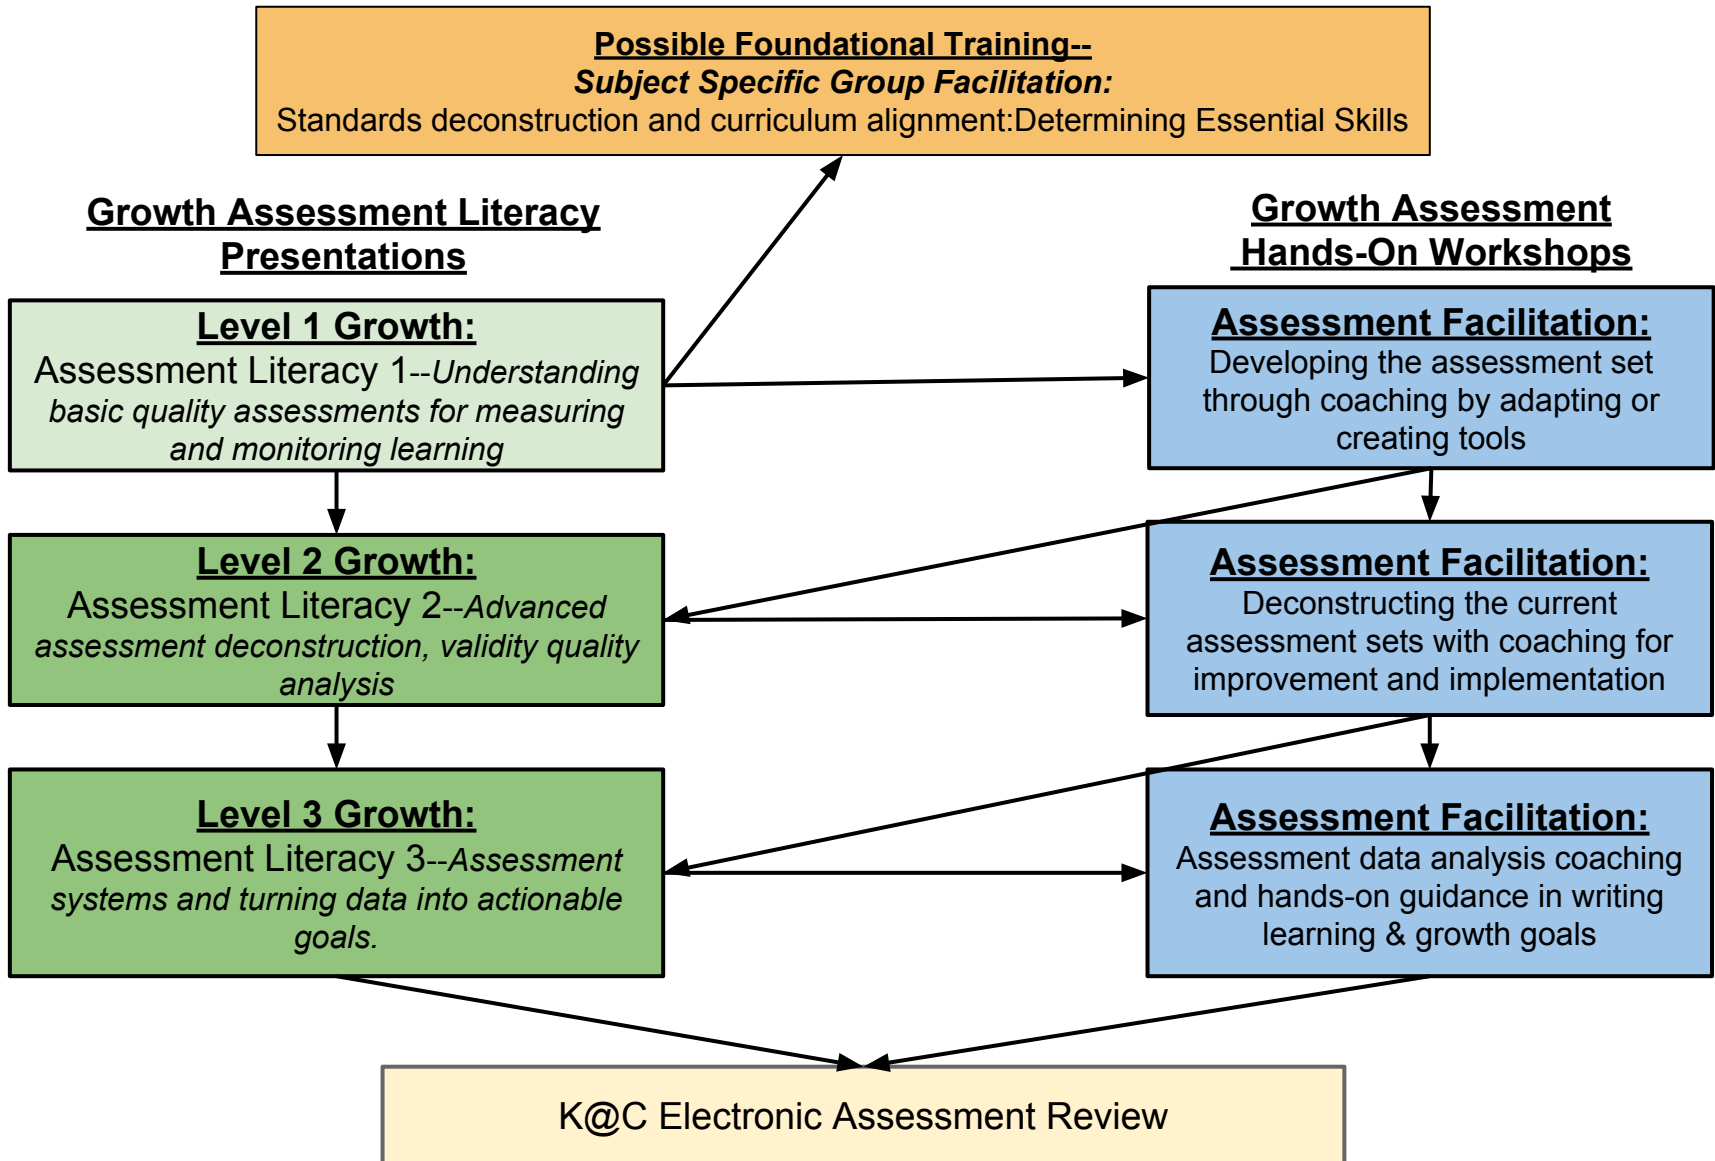 Possible Foundational Training--
Subject Specific Group Facilitation:
Standards deconstruction and curriculum alignment:Determining Essential Skills
Growth Assessment Literacy
Presentations
Growth Assessment
Hands-On Workshops
Level 1 Growth:
Assessment Literacy 1--Understanding
basic quality assessments for measuring
and monitoring learning
Assessment Facilitation:
Developing the assessment set
through coaching by adapting or
creating tools
Level 2 Growth:
Assessment Literacy 2--Advanced
assessment deconstruction, validity quality
analysis
Assessment Facilitation:
Deconstructing the current
assessment sets with coaching for
improvement and implementation
Level 3 Growth:
Assessment Literacy 3--Assessment
systems and turning data into actionable
goals.
Assessment Facilitation:
Assessment data analysis coaching
and hands-on guidance in writing
learning & growth goals
K@C Electronic Assessment Review